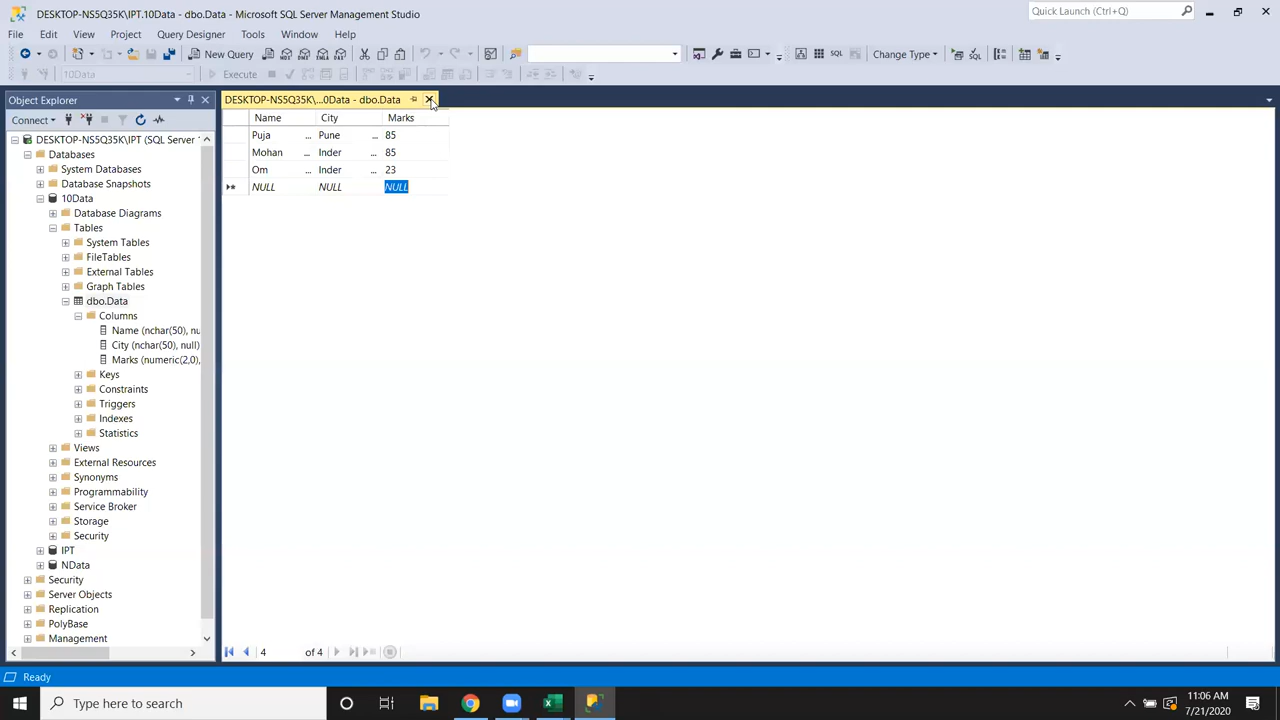 DESKTOP-NS5Q35K\IPT.10Data - dbo.Data - Microsoft SQL Server Management Studio
Quick Launch (Ctrl+Q)
File Edit View Project Query Designer Tools Window Help
New Query
MDX DMX XMLA DAX
SQL
Change Type
10Data
Execute
Object Explorer
DESKTOP-NS5Q35K\...0Data - dbo.Data
Connect
Name City Marks
Puja ... Pune ... 85
Mohan ... Inder ... 85
Om ... Inder ... 23
NULL NULL NULL
DESKTOP-NS5Q35K\IPT (SQL Server
Databases
System Databases
Database Snapshots
10Data
Database Diagrams
Tables
System Tables
FileTables
External Tables
Graph Tables
dbo.Data
Columns
Name (nchar(50), nu
City (nchar(50), null)
Marks (numeric(2,0),
Keys
Constraints
Triggers
Indexes
Statistics
Views
External Resources
Synonyms
Programmability
Service Broker
Storage
Security
IPT
NData
Security
Server Objects
Replication
PolyBase
Management
4 of 4
Ready
Type here to search
11:06 AM
7/21/2020